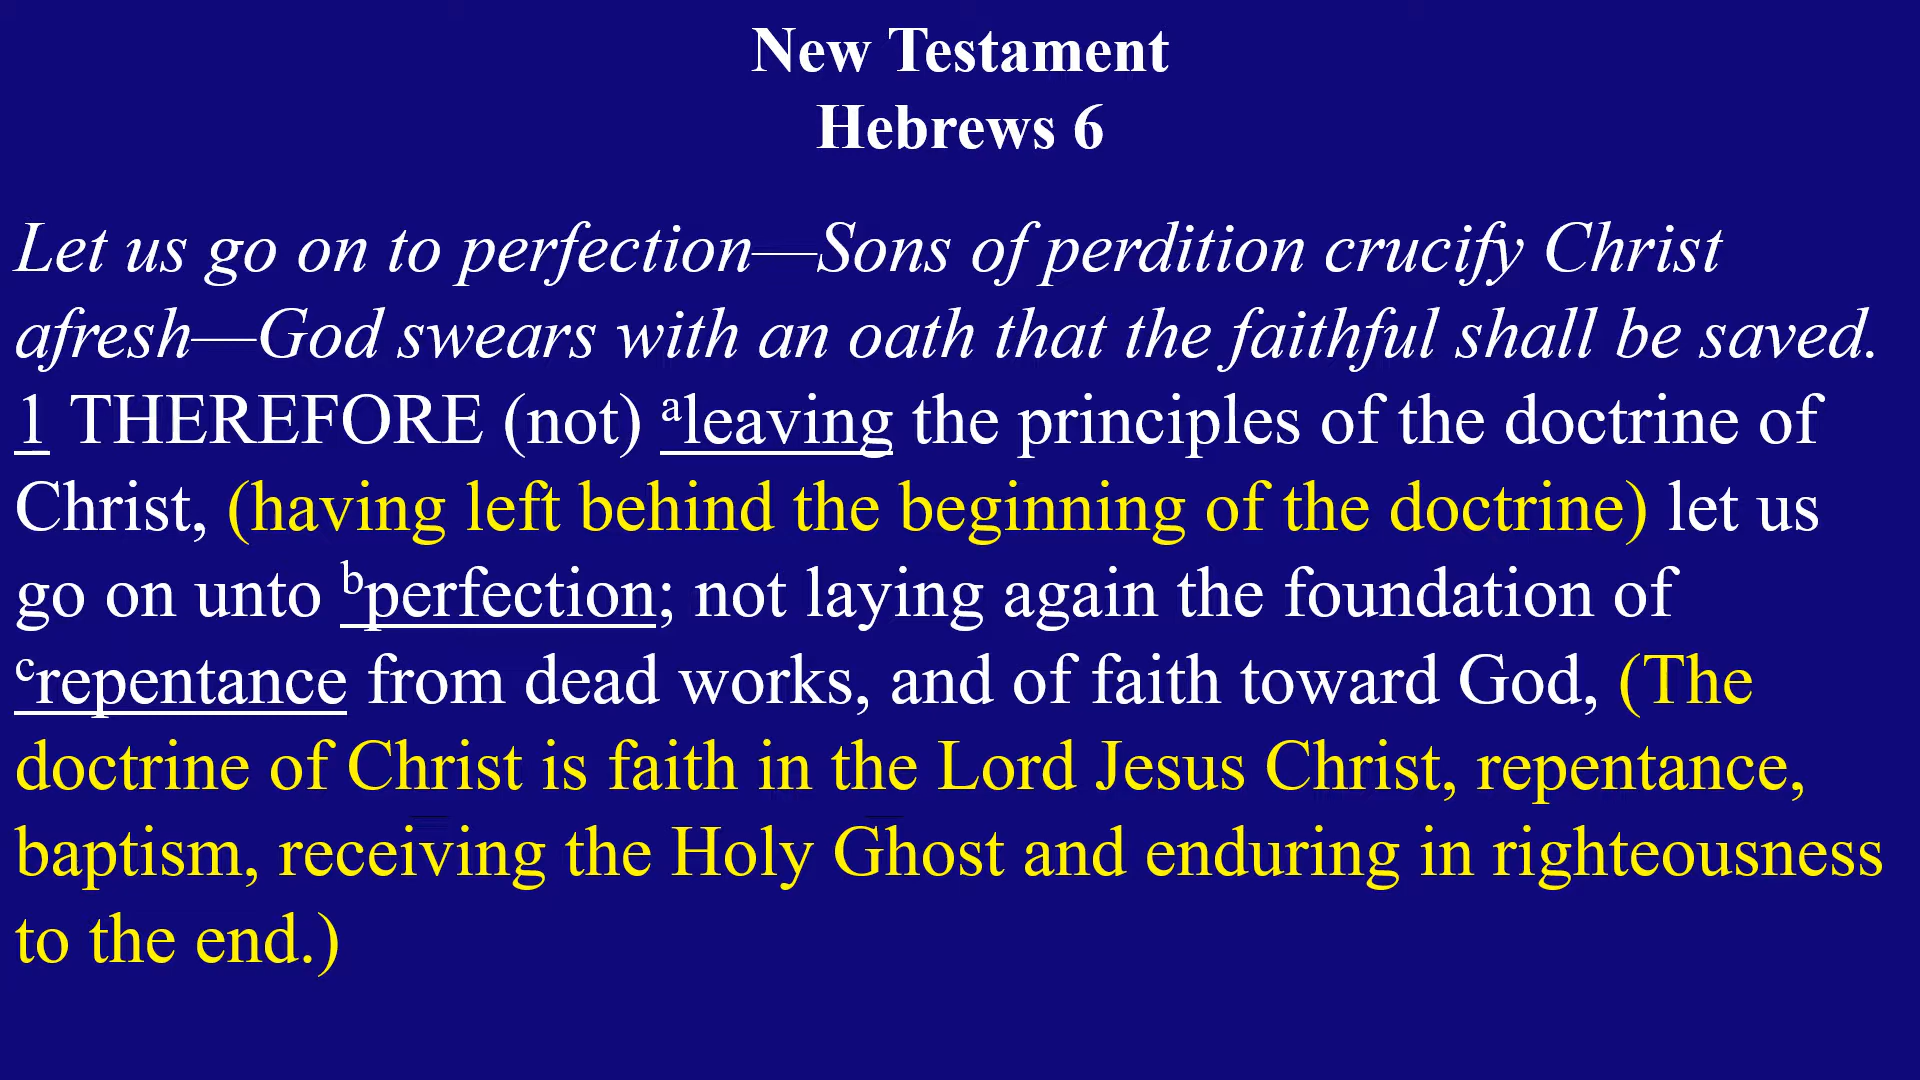 New Testament
Hebrews 6
Let us go on to perfection—Sons of perdition crucify Christ
afresh—God swears with an oath that the faithful shall be saved.
1 THEREFORE (not) aleaving the principles of the doctrine of
Christ, (having left behind the beginning of the doctrine) let us
go on unto bperfection; not laying again the foundation of
crepentance from dead works, and of faith toward God, (The
doctrine of Christ is faith in the Lord Jesus Christ, repentance,
baptism, receiving the Holy Ghost and enduring in righteousness
to the end.)